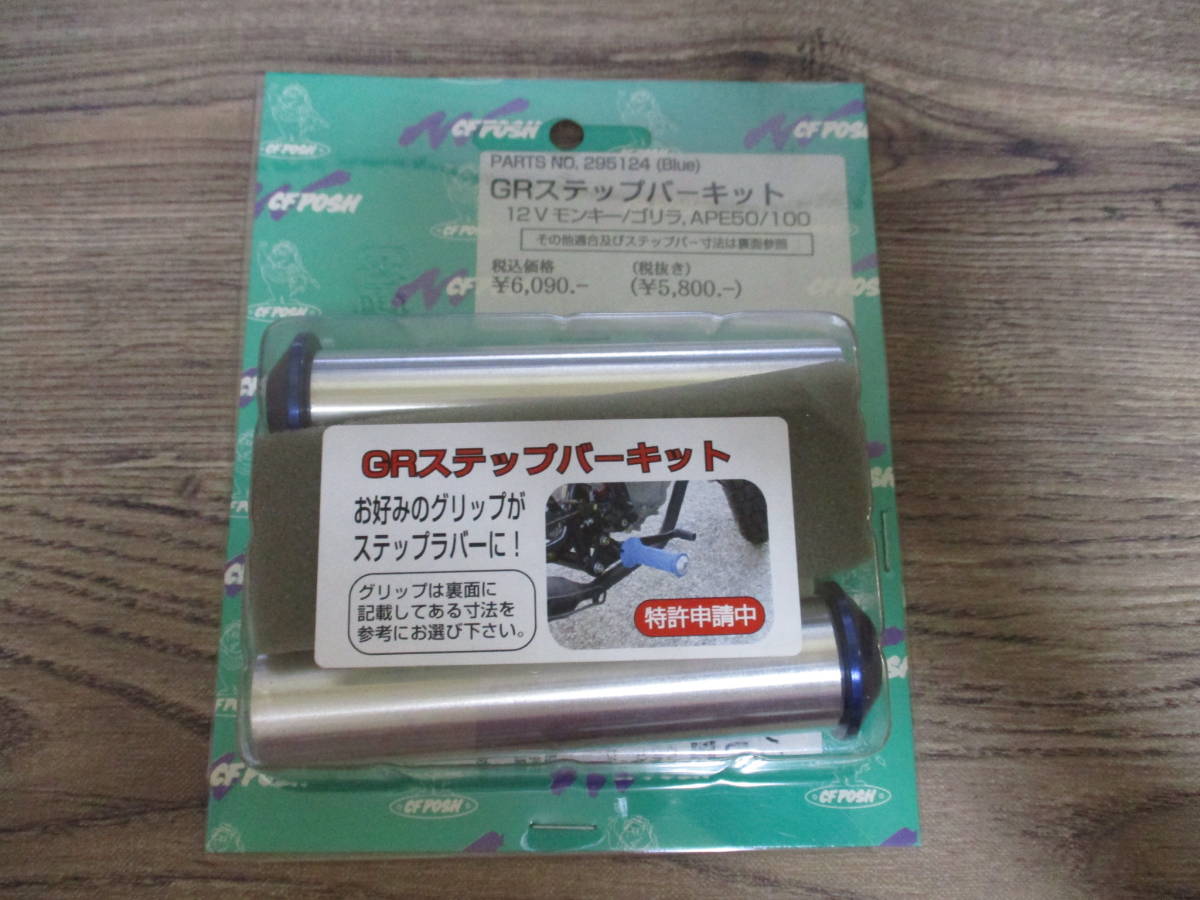 CF POSH
CF POSH
CF POSH
CF POSH
PARTS NO. 295124 (Blue)
GRステップバーキット
12V モンキー/ゴリラ, APE50/100
その他適合及びステップバー寸法は裏面参照
税込価格 (税抜き)
¥6,090.- (¥5,800.-)
GRステップバーキット
お好みのグリップが
ステップラバーに!
グリップは裏面に
記載してある寸法を
参考にお選び下さい。
特許申請中
CF POSH
CF POSH
CF POSH